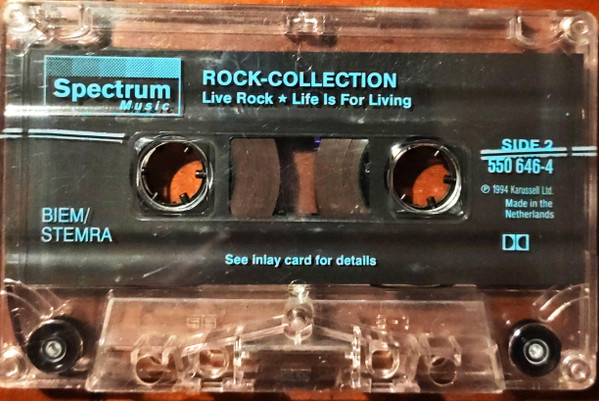 Spectrum
Music
ROCK-COLLECTION
Live Rock ★ Life Is For Living
SIDE 2
550 646-4
℗ 1994 Karussell Ltd.
Made in the
Netherlands
BIEM/
STEMRA
See inlay card for details